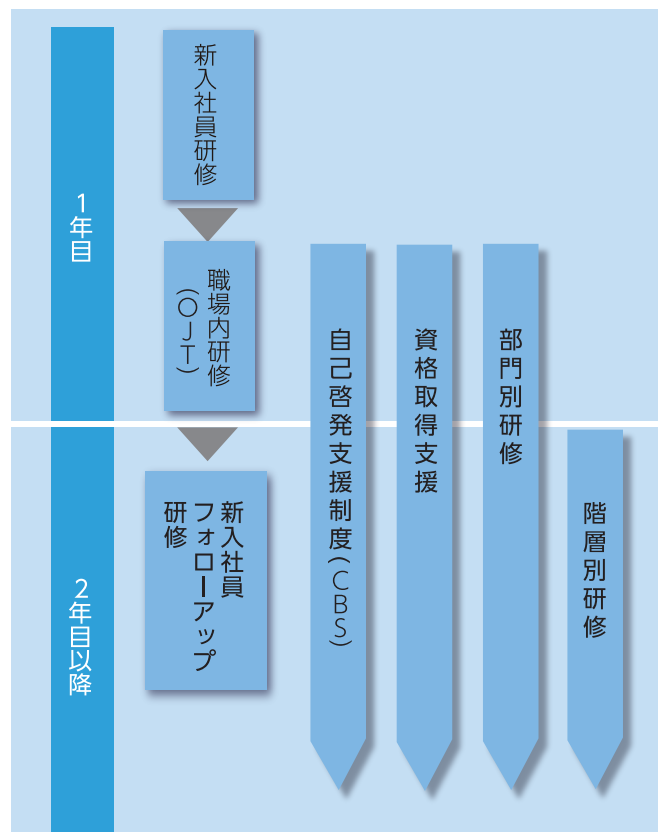 1年目
新入社員研修
職場内研修
(OJT)
2年目以降
新入社員
フォローアップ
研修
自己啓発支援制度(CBS)
資格取得支援
部門別研修
階層別研修